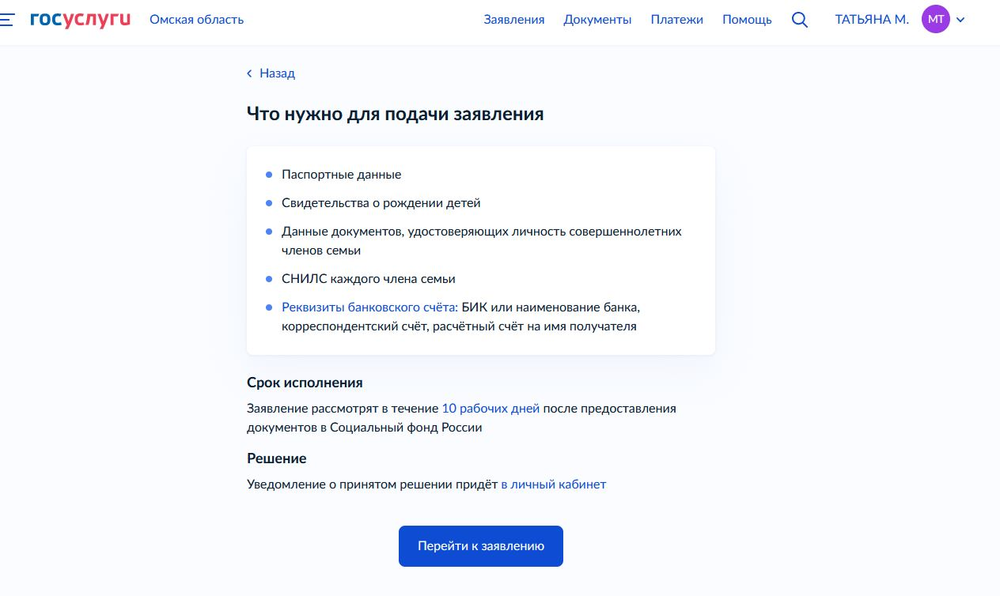 госуслуги Омская область Заявления Документы Платежи Помощь ТАТЬЯНА М. МТ
Назад
Что нужно для подачи заявления
Паспортные данные
Свидетельства о рождении детей
Данные документов, удостоверяющих личность совершеннолетних
членов семьи
СНИЛС каждого члена семьи
Реквизиты банковского счёта: БИК или наименование банка,
корреспондентский счёт, расчётный счёт на имя получателя
Срок исполнения
Заявление рассмотрят в течение 10 рабочих дней после предоставления
документов в Социальный фонд России
Решение
Уведомление о принятом решении придёт в личный кабинет
Перейти к заявлению